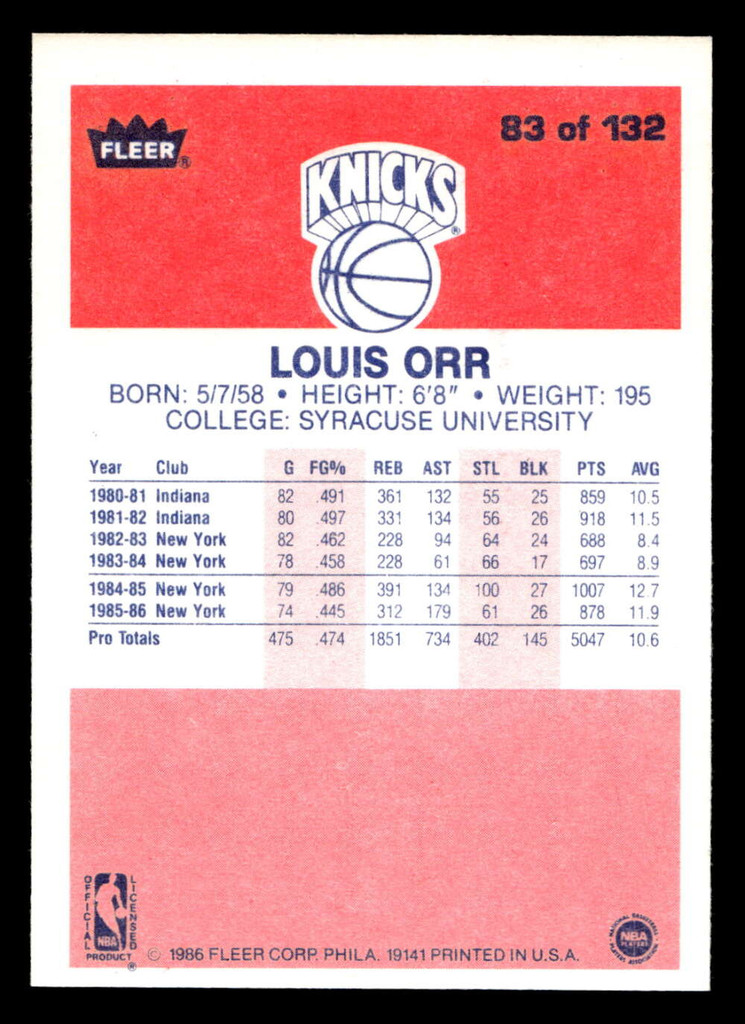 83 of 132
FLEER®
KNICKS®
LOUIS ORR
BORN: 5/7/58 • HEIGHT: 6'8" • WEIGHT: 195
COLLEGE: SYRACUSE UNIVERSITY
Year Club G FG% REB AST STL BLK PTS AVG
1980-81 Indiana 82 .491 361 132 55 25 859 10.5
1981-82 Indiana 80 .497 331 134 56 26 918 11.5
1982-83 New York 82 .462 228 94 64 24 688 8.4
1983-84 New York 78 .458 228 61 66 17 697 8.9
1984-85 New York 79 .486 391 134 100 27 1007 12.7
1985-86 New York 74 .445 312 179 61 26 878 11.9
Pro Totals 475 .474 1851 734 402 145 5047 10.6
OFFICIAL
LICENSED
NBA
PRODUCT®
© 1986 FLEER CORP. PHILA. 19141 PRINTED IN U.S.A.
NATIONAL BASKETBALL
NBA
PLAYERS
PLAYERS ASSOCIATION